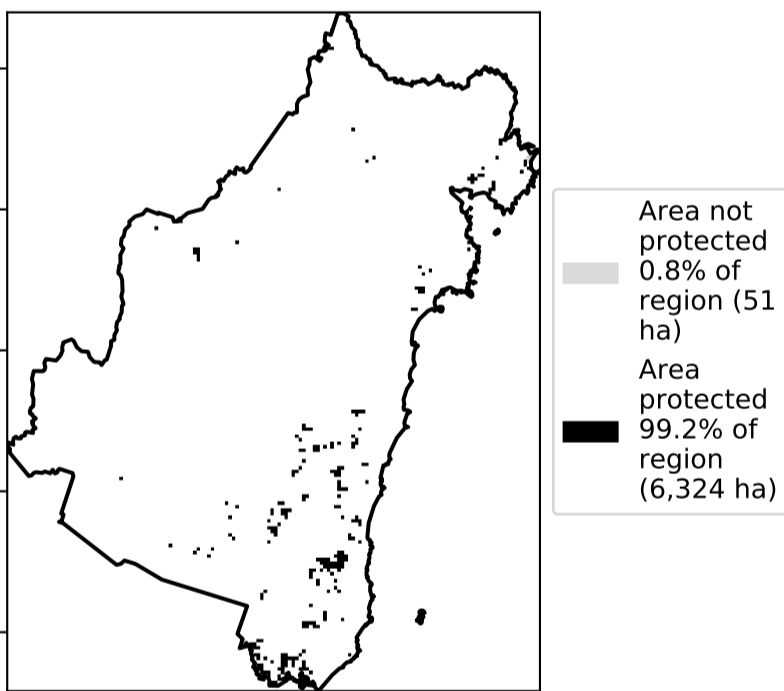 Area not
protected
0.8% of
region (51
ha)
Area
protected
99.2% of
region
(6,324 ha)